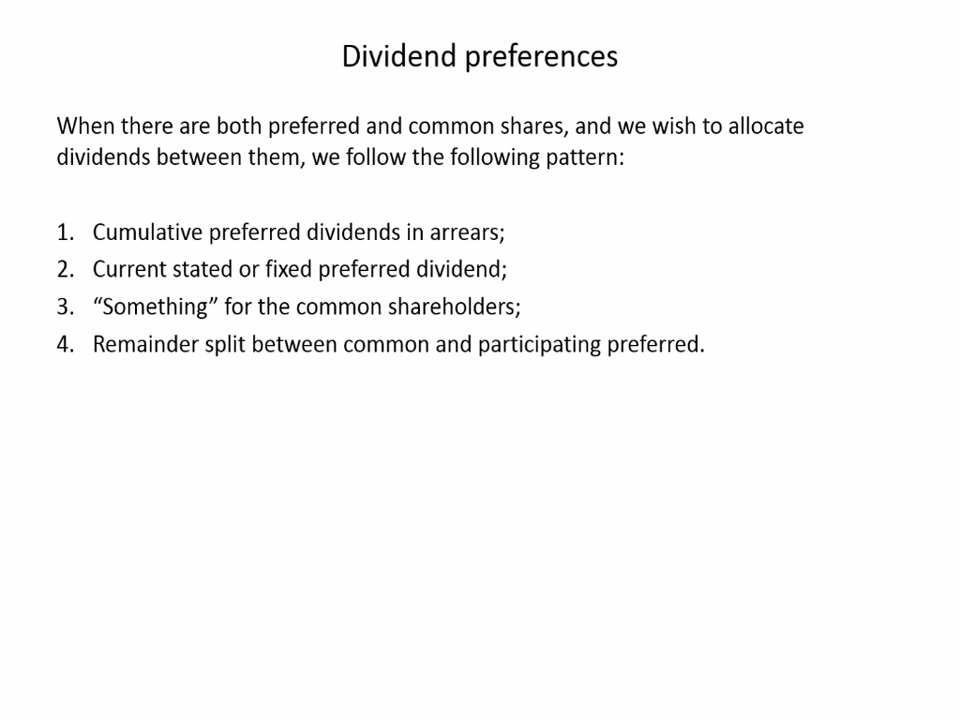 Dividend preferences
When there are both preferred and common shares, and we wish to allocate
dividends between them, we follow the following pattern:
1. Cumulative preferred dividends in arrears;
2. Current stated or fixed preferred dividend;
3. “Something” for the common shareholders;
4. Remainder split between common and participating preferred.